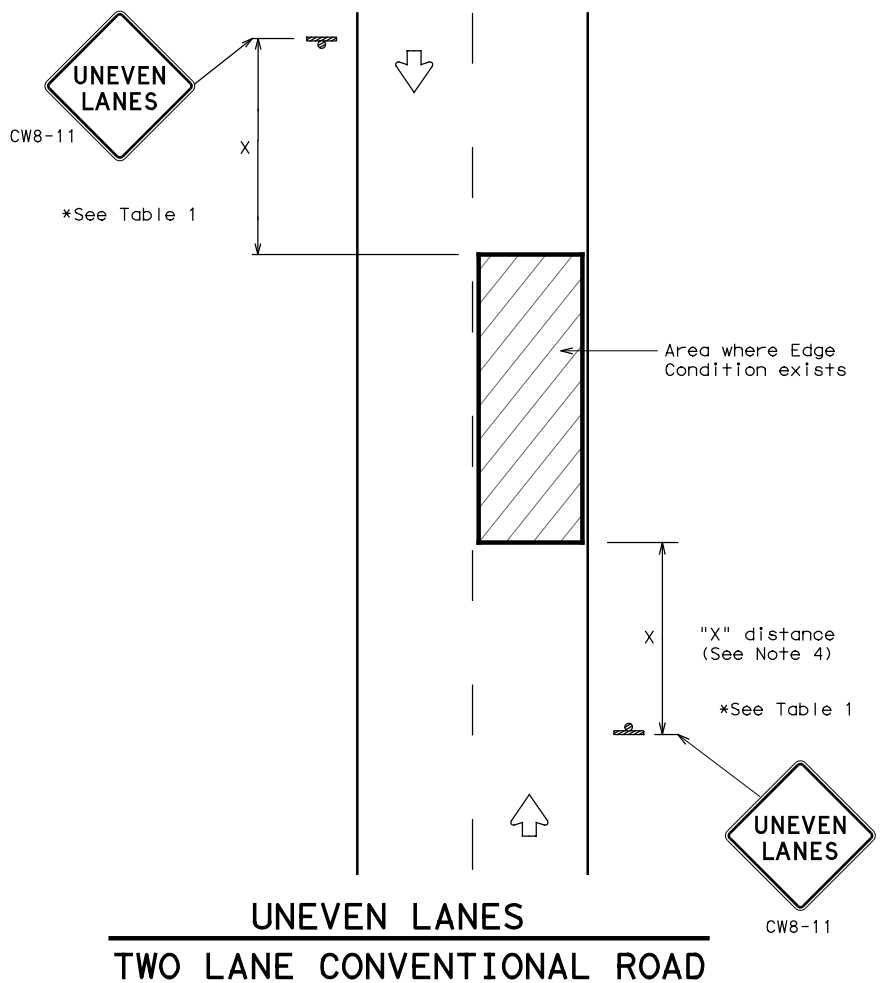 UNEVEN
LANES
CW8-11
X
*See Table 1
Area where Edge
Condition exists
X
"X" distance
(See Note 4)
*See Table 1
UNEVEN
LANES
CW8-11
UNEVEN LANES
TWO LANE CONVENTIONAL ROAD